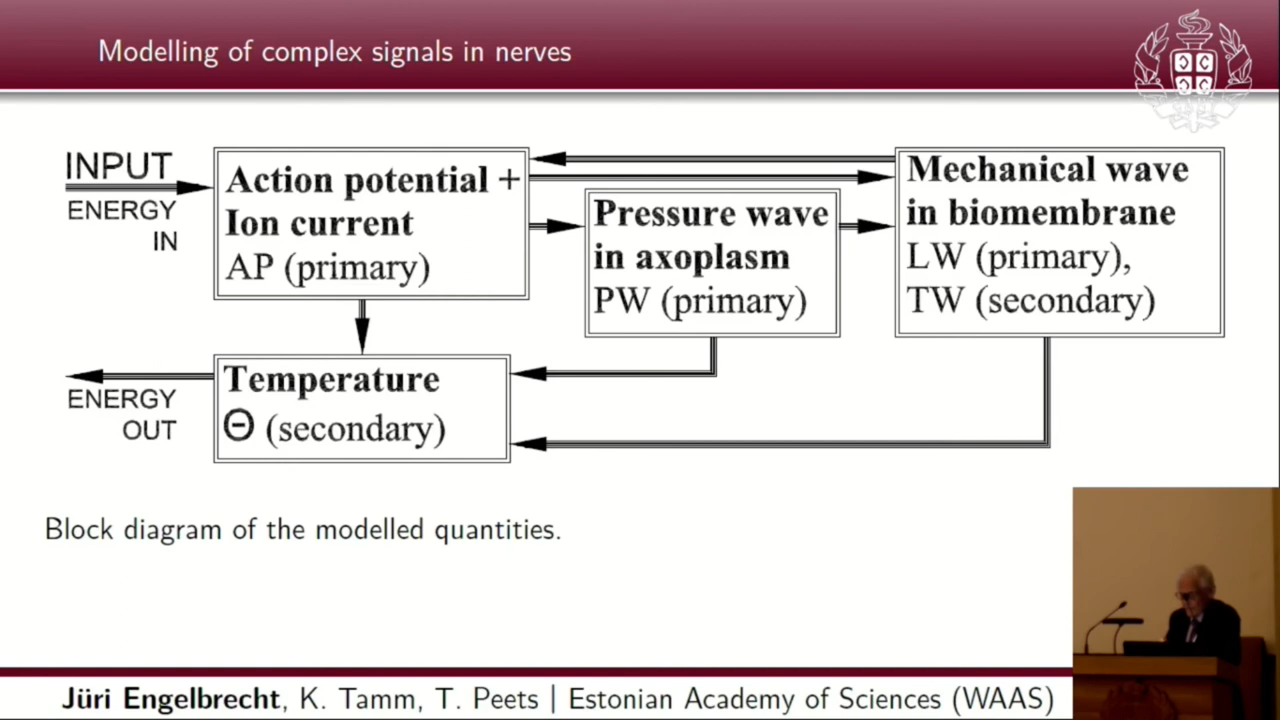 Modelling of complex signals in nerves
INPUT
ENERGY
IN
Action potential +
Ion current
AP (primary)
Pressure wave
in axoplasm
PW (primary)
Mechanical wave
in biomembrane
LW (primary),
TW (secondary)
ENERGY
OUT
Temperature
Θ (secondary)
Block diagram of the modelled quantities.
Jüri Engelbrecht, K. Tamm, T. Peets | Estonian Academy of Sciences (WAAS)